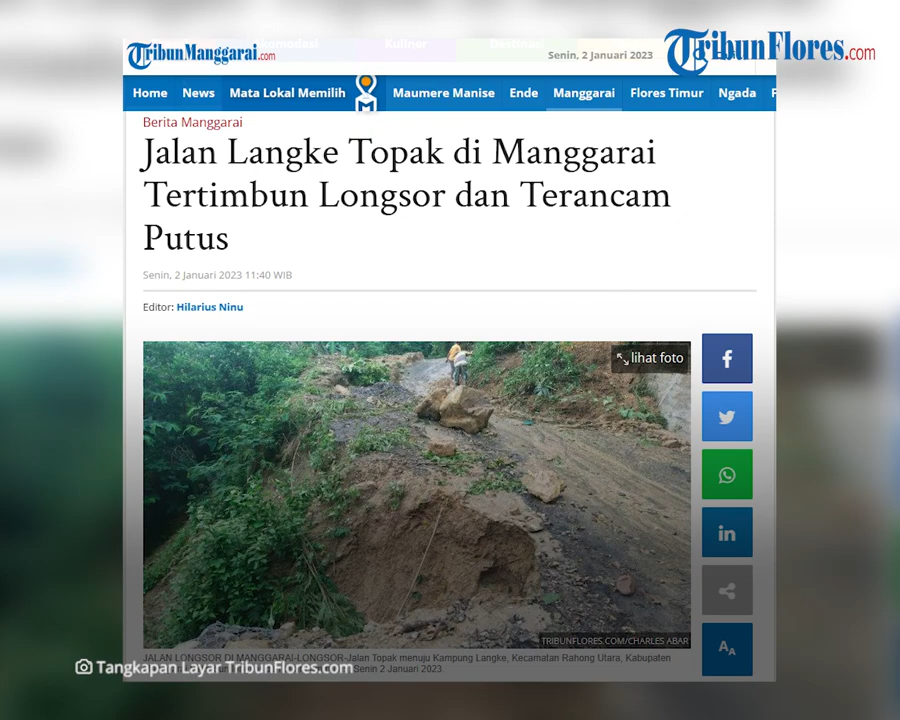 Kuliner
TribunManggarai.com
Senin, 2 Januari 2023
TribunFlores.com
Home News Mata Lokal Memilih M Maumere Manise Ende Manggarai Flores Timur Ngada F
Berita Manggarai
Jalan Langke Topak di Manggarai
Tertimbun Longsor dan Terancam
Putus
Senin, 2 Januari 2023 11:40 WIB
Editor: Hilarius Ninu
lihat foto
f
in
TRIBUNFLORES.COM/CHARLES ABAR
AA
JALAN LONGSOR DI MANGGARAI-LONGSOR-Jalan Topak menuju Kampung Langke, Kecamatan Rahong Utara, Kabupaten
Senin 2 Januari 2023.
Tangkapan Layar TribunFlores.com